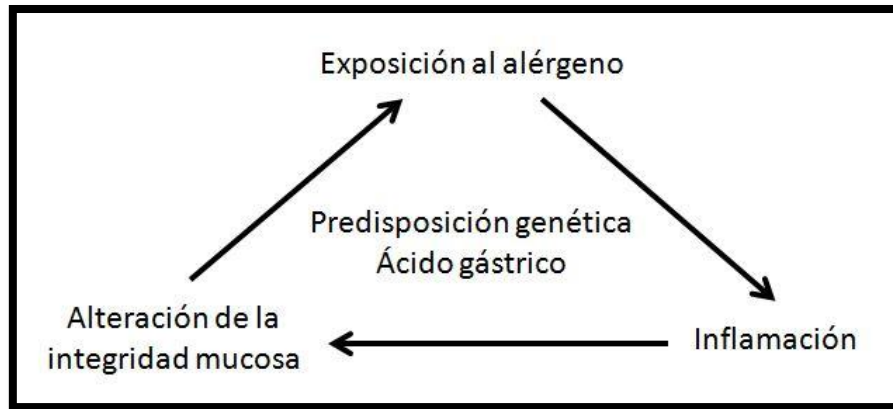 Exposición al alérgeno
Predisposición genética
Ácido gástrico
Alteración de la
integridad mucosa
Inflamación